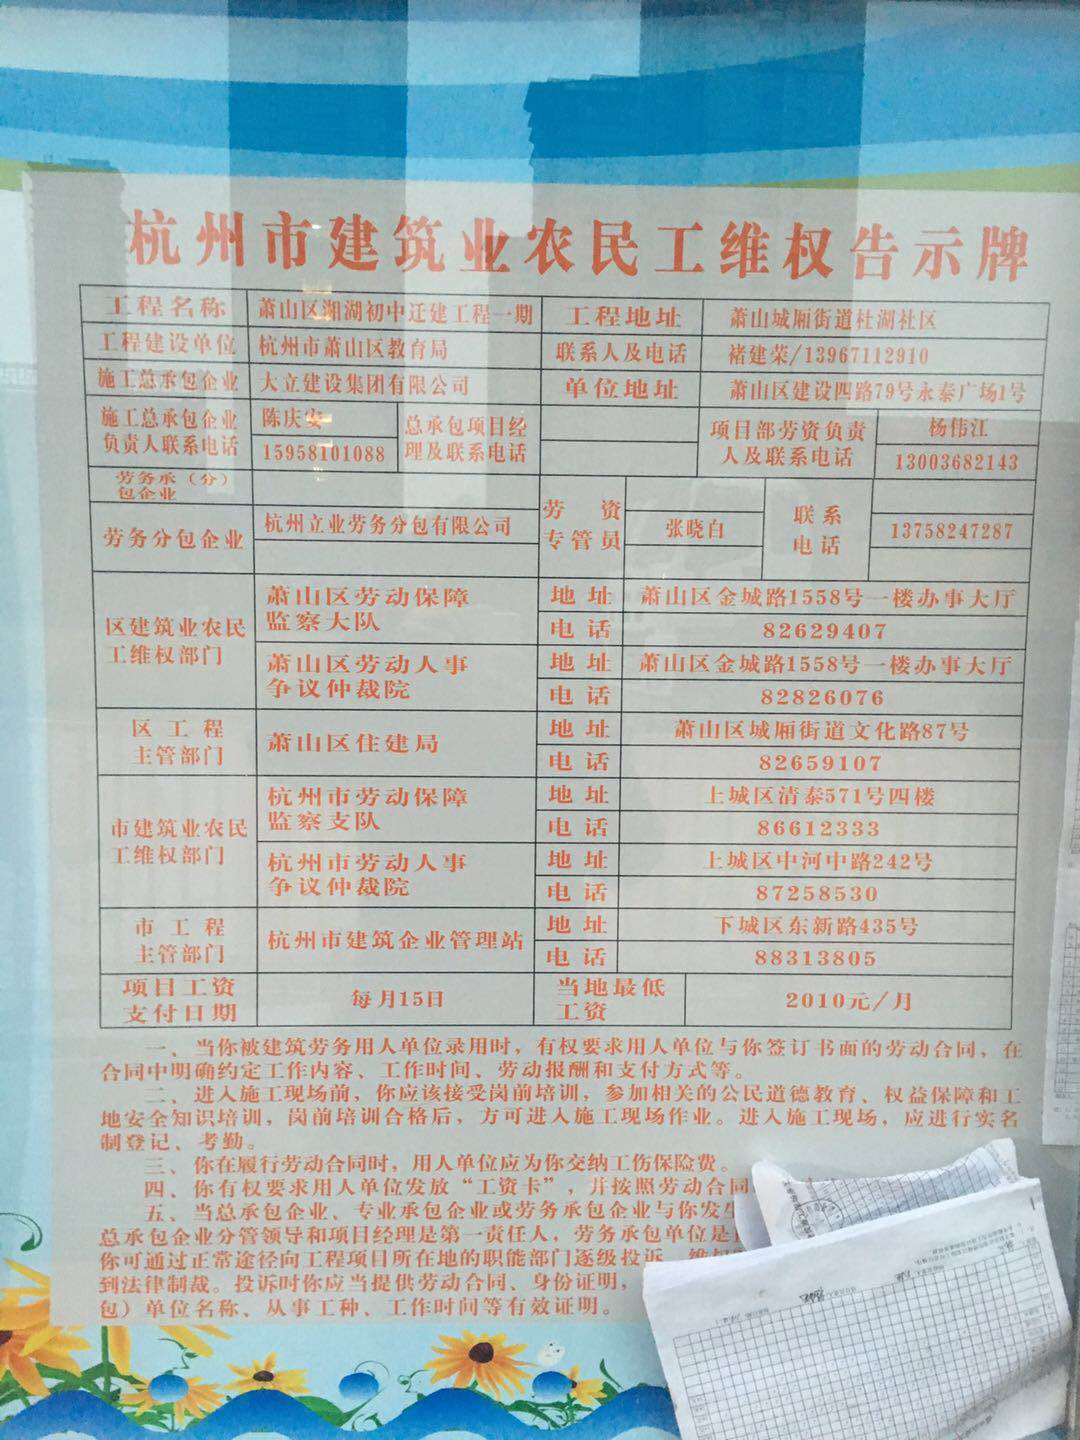 杭州市建筑业农民工维权告示牌
工程名称 萧山区湘湖初中迁建工程一期 工程地址 萧山城厢街道杜湖社区
工程建设单位 杭州市萧山区教育局 联系人及电话 褚建荣/13967112910
施工总承包企业 大立建设集团有限公司 单位地址 萧山区建设四路79号永泰广场1号
施工总承包企业 陈庆安 总承包项目经 项目部劳资负责 杨伟江
负责人联系电话 15958101088 理及联系电话 人及联系电话 13003682143
劳务承（分）
包企业
劳务分包企业 杭州立业劳务分包有限公司 劳资 张晓白 联系 13758247287
专管员 电话
区建筑业农民 萧山区劳动保障 地址 萧山区金城路1558号一楼办事大厅
工维权部门 监察大队 电话 82629407
萧山区劳动人事 地址 萧山区金城路1558号一楼办事大厅
争议仲裁院 电话 82826076
区工程 萧山区住建局 地址 萧山区城厢街道文化路87号
主管部门 电话 82659107
市建筑业农民 杭州市劳动保障 地址 上城区清泰571号四楼
工维权部门 监察支队 电话 86612333
杭州市劳动人事 地址 上城区中河中路242号
争议仲裁院 电话 87258530
市工程 杭州市建筑企业管理站 地址 下城区东新路435号
主管部门 电话 88313805
项目工资 每月15日 当地最低 2010元/月
支付日期 工资
一、当你被建筑劳务用人单位录用时，有权要求用人单位与你签订书面的劳动合同，在
合同中明确约定工作内容、工作时间、劳动报酬和支付方式等。
二、进入施工现场前，你应该接受岗前培训，参加相关的公民道德教育、权益保障和工
地安全知识培训，岗前培训合格后，方可进入施工现场作业。进入施工现场，应进行实名
制登记、考勤。
三、你在履行劳动合同时，用人单位应为你交纳工伤保险费。
四、你有权要求用人单位发放“工资卡”，并按照劳动合同
五、当总承包企业、专业承包企业或劳务承包企业与你发生
总承包企业分管领导和项目经理是第一责任人，劳务承包单位是
你可通过正常途径向工程项目所在地的职能部门逐级投诉，维权
到法律制裁。投诉时你应当提供劳动合同、身份证明，
包）单位名称、从事工种、工作时间等有效证明。